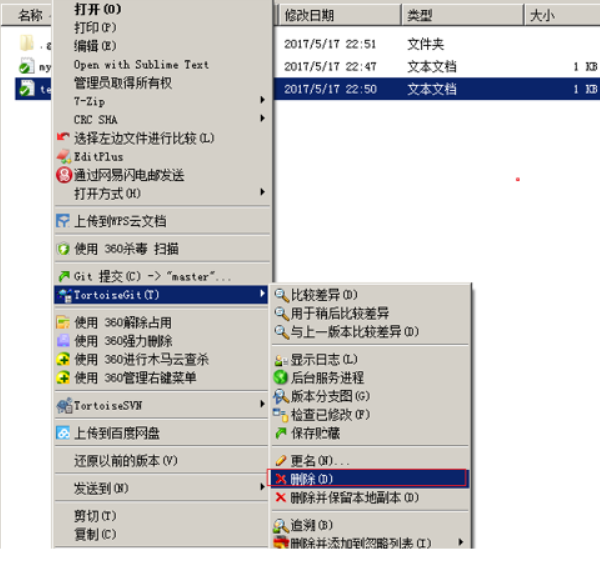 名称 修改日期 类型 大小
2017/5/17 22:51 文件夹
my 2017/5/17 22:47 文本文档 1 KB
te 2017/5/17 22:50 文本文档 1 KB
打开(O)
打印(P)
编辑(E)
Open with Sublime Text
管理员取得所有权
7-Zip
CRC SHA
选择左边文件进行比较(L)
EditPlus
通过网易闪电邮发送
打开方式(H)
上传到WPS云文档
使用 360杀毒 扫描
Git 提交(C) -> "master"...
TortoiseGit(T)
使用 360解除占用
使用 360强力删除
使用 360进行木马云查杀
使用 360管理右键菜单
TortoiseSVN
上传到百度网盘
还原以前的版本(V)
发送到(N)
剪切(T)
复制(C)
比较差异(D)
用于稍后比较差异
与上一版本比较差异(D)
显示日志(L)
后台服务进程
版本分支图(G)
检查已修改(F)
保存贮藏
更名(N)...
删除(D)
删除并保留本地副本(D)
追溯(B)
删除并添加到忽略列表(I)